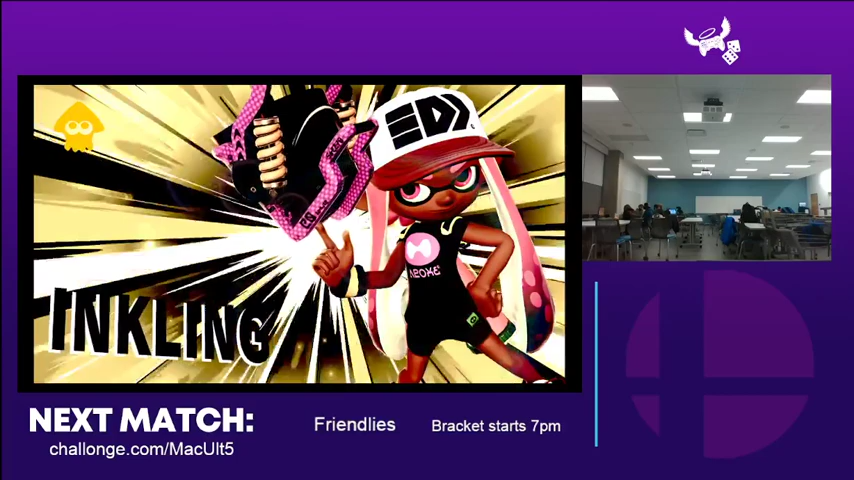 INKLING
NEXT MATCH:
challonge.com/MacUlt5
Friendlies
Bracket starts 7pm